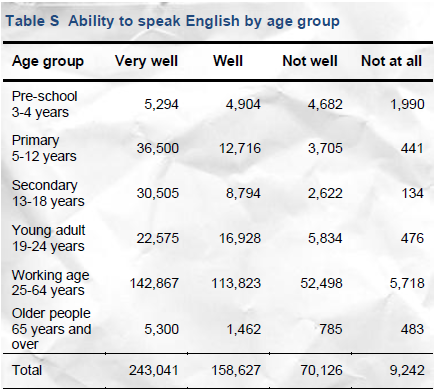 Table S Ability to speak English by age group
Age group Very well Well Not well Not at all
Pre-school
3-4 years 5,294 4,904 4,682 1,990
Primary
5-12 years 36,500 12,716 3,705 441
Secondary
13-18 years 30,505 8,794 2,622 134
Young adult
19-24 years 22,575 16,928 5,834 476
Working age
25-64 years 142,867 113,823 52,498 5,718
Older people
65 years and 5,300 1,462 785 483
over
Total 243,041 158,627 70,126 9,242